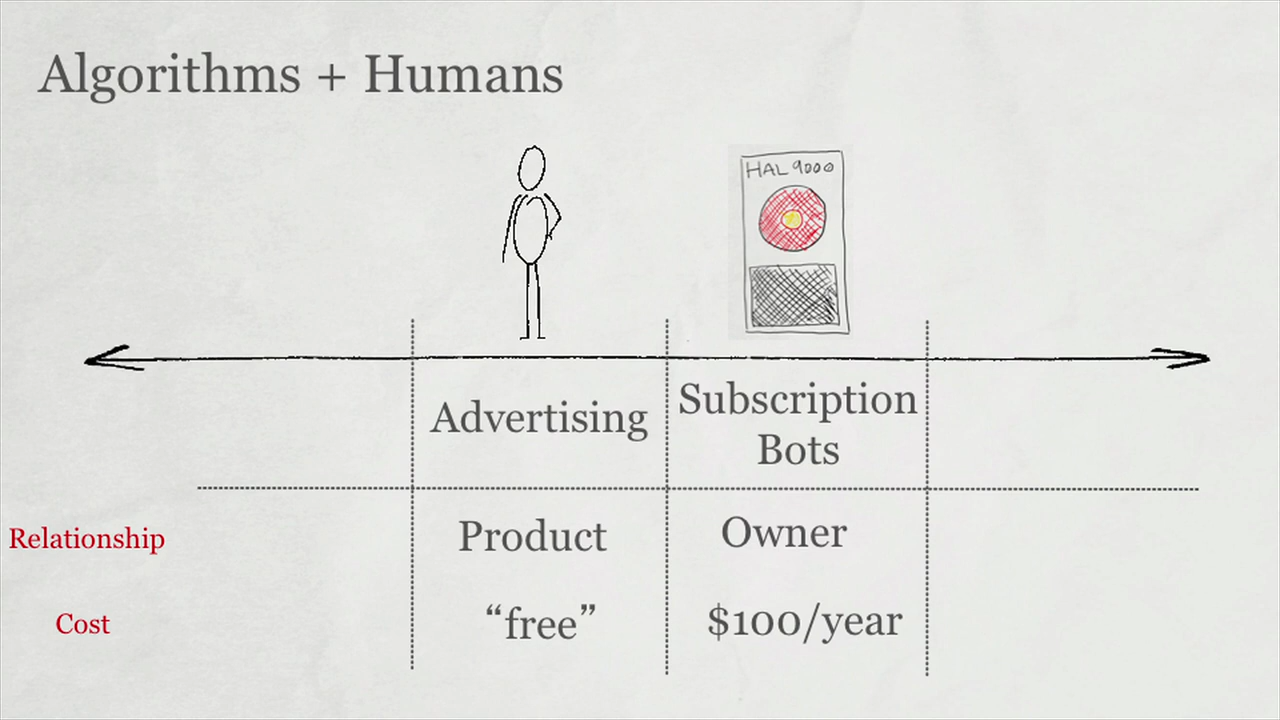 Algorithms + Humans
HAL 9000
Advertising
Subscription
Bots
Relationship
Product
Owner
Cost
“free”
$100/year